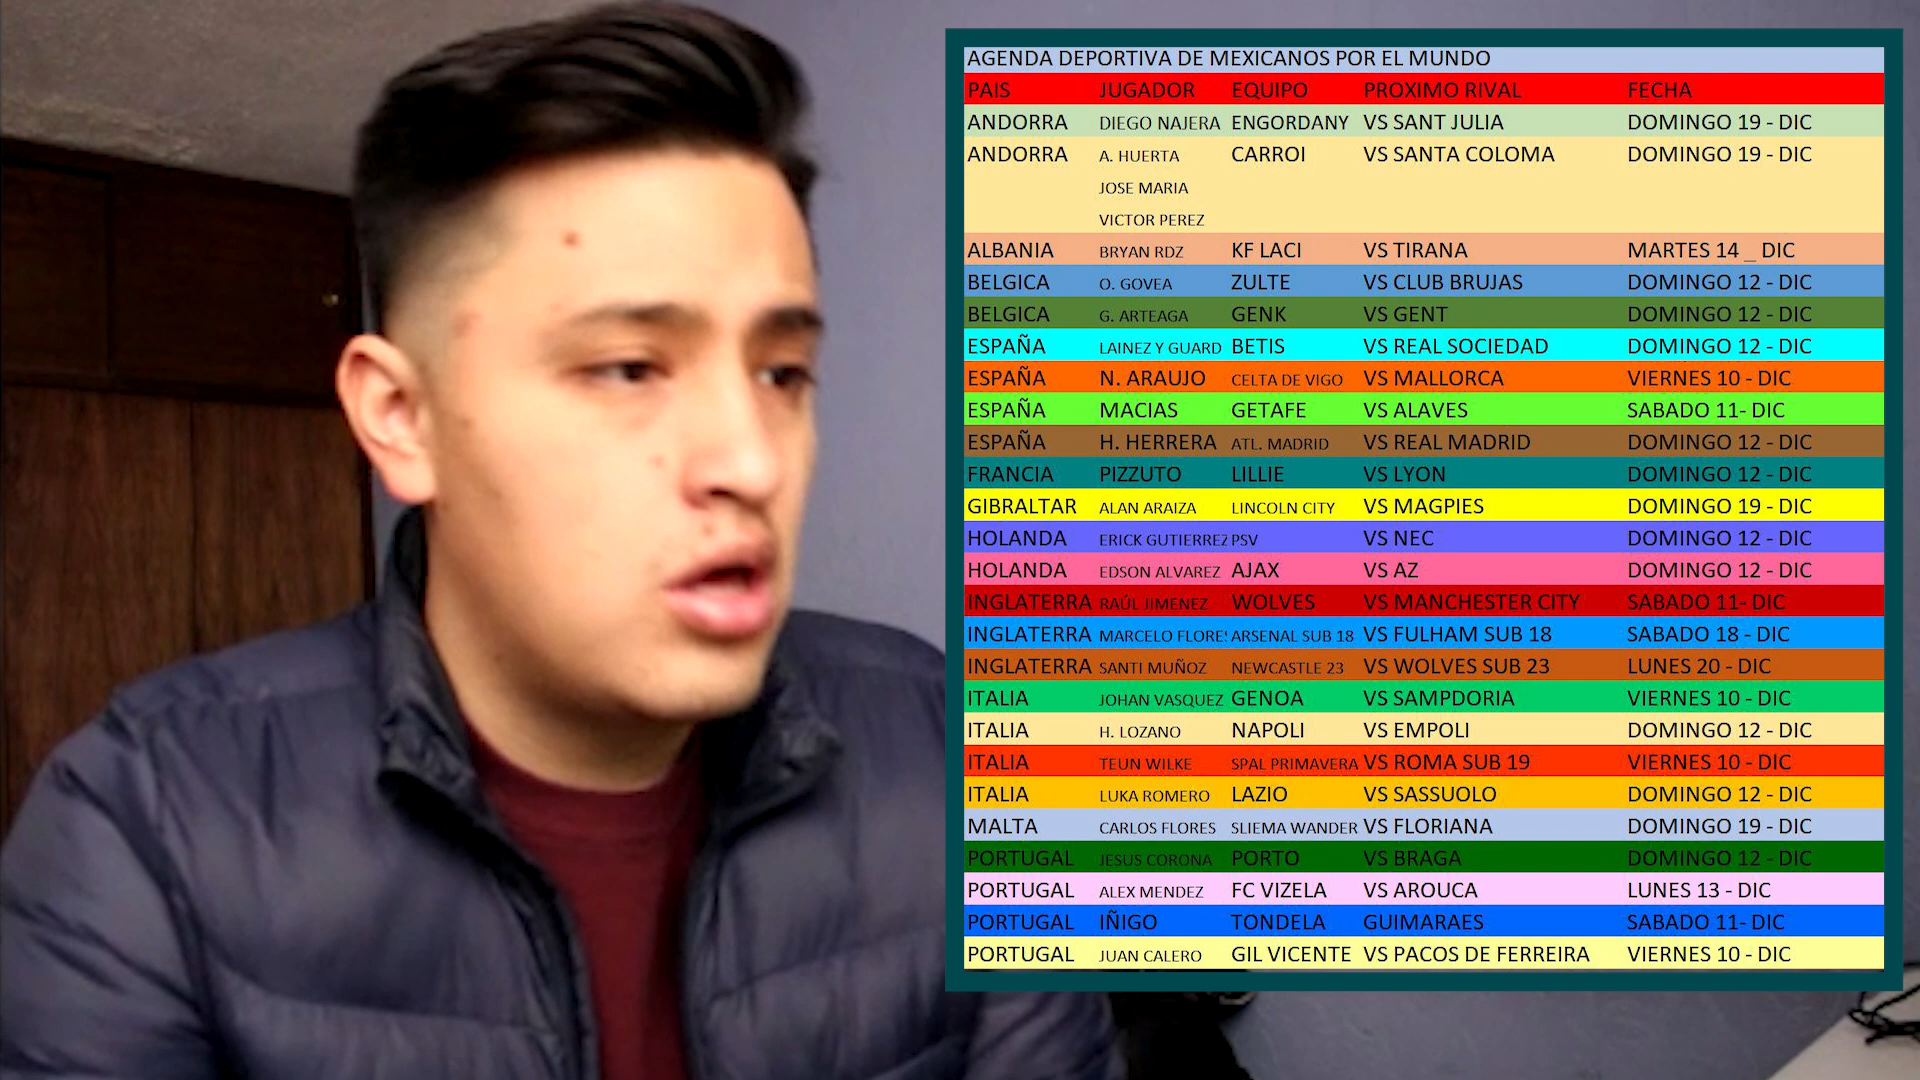 AGENDA DEPORTIVA DE MEXICANOS POR EL MUNDO
PAIS JUGADOR EQUIPO PROXIMO RIVAL FECHA
ANDORRA DIEGO NAJERA ENGORDANY VS SANT JULIA DOMINGO 19 - DIC
ANDORRA A. HUERTA CARROI VS SANTA COLOMA DOMINGO 19 - DIC
JOSE MARIA
VICTOR PEREZ
ALBANIA BRYAN RDZ KF LACI VS TIRANA MARTES 14 _ DIC
BELGICA O. GOVEA ZULTE VS CLUB BRUJAS DOMINGO 12 - DIC
BELGICA G. ARTEAGA GENK VS GENT DOMINGO 12 - DIC
ESPAÑA LAINEZ Y GUARD BETIS VS REAL SOCIEDAD DOMINGO 12 - DIC
ESPAÑA N. ARAUJO CELTA DE VIGO VS MALLORCA VIERNES 10 - DIC
ESPAÑA MACIAS GETAFE VS ALAVES SABADO 11- DIC
ESPAÑA H. HERRERA ATL. MADRID VS REAL MADRID DOMINGO 12 - DIC
FRANCIA PIZZUTO LILLIE VS LYON DOMINGO 12 - DIC
GIBRALTAR ALAN ARAIZA LINCOLN CITY VS MAGPIES DOMINGO 19 - DIC
HOLANDA ERICK GUTIERREZ PSV VS NEC DOMINGO 12 - DIC
HOLANDA EDSON ALVAREZ AJAX VS AZ DOMINGO 12 - DIC
INGLATERRA RAÚL JIMENEZ WOLVES VS MANCHESTER CITY SABADO 11- DIC
INGLATERRA MARCELO FLORES ARSENAL SUB 18 VS FULHAM SUB 18 SABADO 18 - DIC
INGLATERRA SANTI MUÑOZ NEWCASTLE 23 VS WOLVES SUB 23 LUNES 20 - DIC
ITALIA JOHAN VASQUEZ GENOA VS SAMPDORIA VIERNES 10 - DIC
ITALIA H. LOZANO NAPOLI VS EMPOLI DOMINGO 12 - DIC
ITALIA TEUN WILKE SPAL PRIMAVERA VS ROMA SUB 19 VIERNES 10 - DIC
ITALIA LUKA ROMERO LAZIO VS SASSUOLO DOMINGO 12 - DIC
MALTA CARLOS FLORES SLIEMA WANDER VS FLORIANA DOMINGO 19 - DIC
PORTUGAL JESUS CORONA PORTO VS BRAGA DOMINGO 12 - DIC
PORTUGAL ALEX MENDEZ FC VIZELA VS AROUCA LUNES 13 - DIC
PORTUGAL IÑIGO TONDELA GUIMARAES SABADO 11- DIC
PORTUGAL JUAN CALERO GIL VICENTE VS PACOS DE FERREIRA VIERNES 10 - DIC